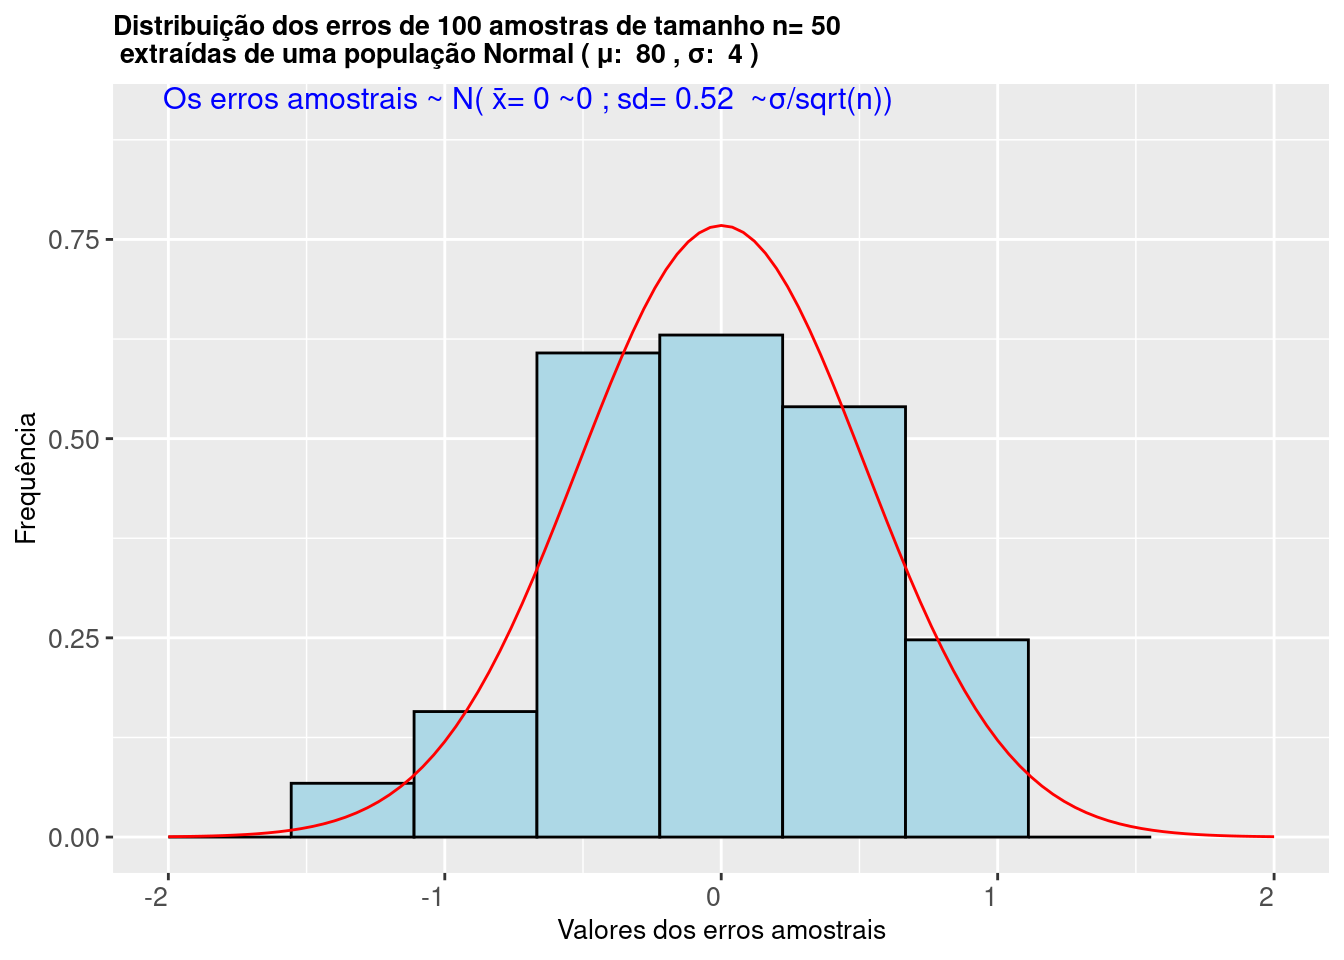 Distribuição dos erros de 100 amostras de tamanho n= 50
extraídas de uma população Normal ( μ:  80 , σ:  4 )
Os erros amostrais ~ N( x̄= 0 ~0 ; sd= 0.52  ~σ/sqrt(n))
Frequência
0.75
0.50
0.25
0.00
-2
-1
0
1
2
Valores dos erros amostrais